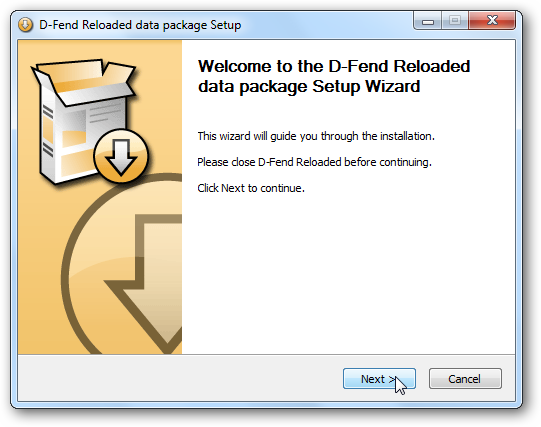 D-Fend Reloaded data package Setup
Welcome to the D-Fend Reloaded
data package Setup Wizard
This wizard will guide you through the installation.
Please close D-Fend Reloaded before continuing.
Click Next to continue.
Next >
Cancel